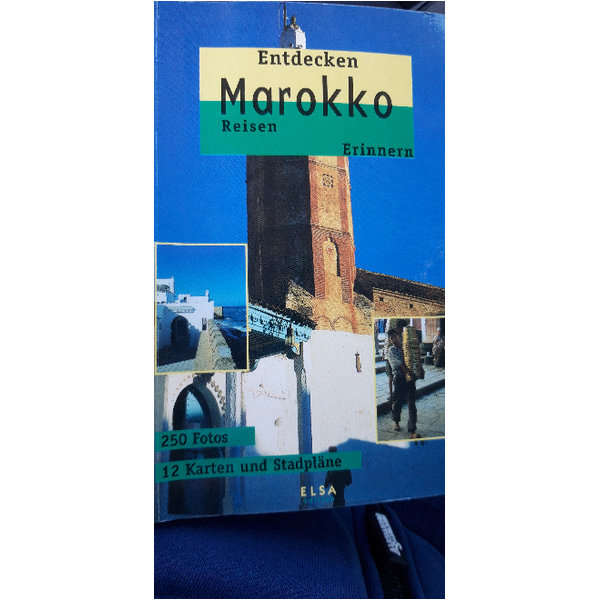 Entdecken
Marokko
Reisen
Erinnern
250 Fotos
12 Karten und Stadpläne
ELSA